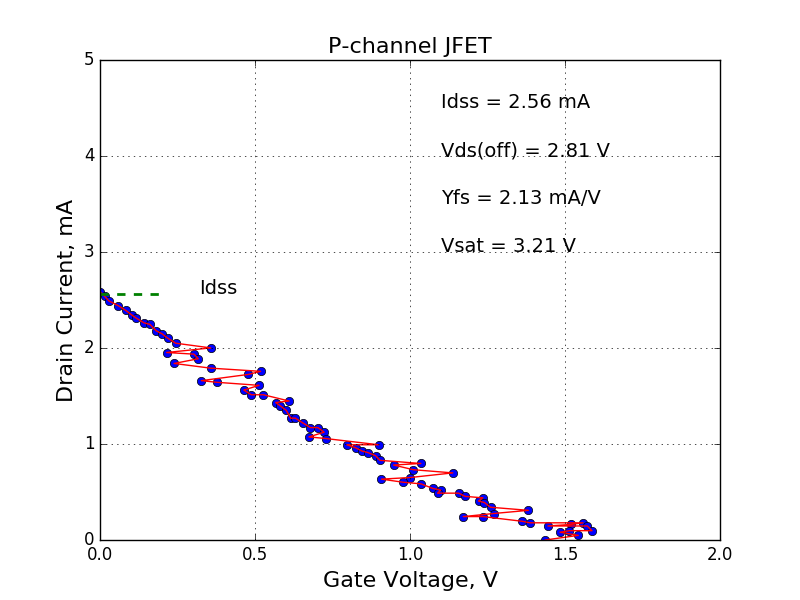 P-channel JFET
5
4
3
2
1
0
Drain Current, mA
Idss = 2.56 mA
Vds(off) = 2.81 V
Yfs = 2.13 mA/V
Vsat = 3.21 V
Idss
0.0 0.5 1.0 1.5 2.0
Gate Voltage, V